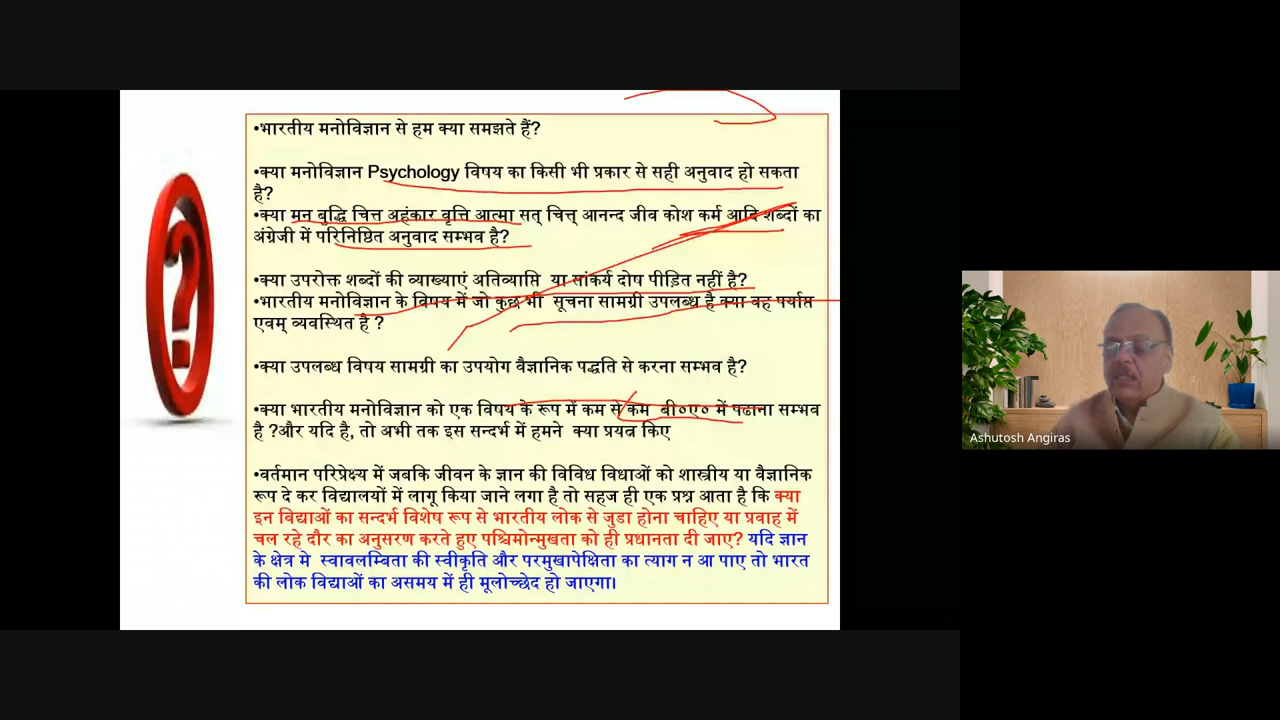 •भारतीय मनोविज्ञान से हम क्या समझते हैं?
•क्या मनोविज्ञान Psychology विषय का किसी भी प्रकार से सही अनुवाद हो सकता
है?
•क्या मन बुद्धि चित्त अहंकार वृत्ति आत्मा सत् चित्त् आनन्द जीव कोश कर्म आदि शब्दों का
अंग्रेजी में परिनिष्ठित अनुवाद सम्भव है?
•क्या उपरोक्त शब्दों की व्याख्याएं अतिव्याप्ति या सांकर्य दोष पीड़ित नहीं है?
•भारतीय मनोविज्ञान के विषय में जो कुछ भी सूचना सामग्री उपलब्ध है क्या वह पर्याप्त
एवम् व्यवस्थित है ?
•क्या उपलब्ध विषय सामग्री का उपयोग वैज्ञानिक पद्धति से करना सम्भव है?
•क्या भारतीय मनोविज्ञान को एक विषय के रूप में कम से कम बी०ए० में पढाना सम्भव
है ?और यदि है, तो अभी तक इस सन्दर्भ में हमने क्या प्रयत्न किए
•वर्तमान परिप्रेक्ष्य में जबकि जीवन के ज्ञान की विविध विधाओं को शास्त्रीय या वैज्ञानिक
रूप दे कर विद्यालयों में लागू किया जाने लगा है तो सहज ही एक प्रश्न आता है कि क्या
इन विद्याओं का सन्दर्भ विशेष रूप से भारतीय लोक से जुडा होना चाहिए या प्रवाह में
चल रहे दौर का अनुसरण करते हुए पश्चिमोन्मुखता को ही प्रधानता दी जाए? यदि ज्ञान
के क्षेत्र मे स्वावलम्बिता की स्वीकृति और परमुखापेक्षिता का त्याग न आ पाए तो भारत
की लोक विद्याओं का असमय में ही मूलोच्छेद हो जाएगा।
Ashutosh Angiras